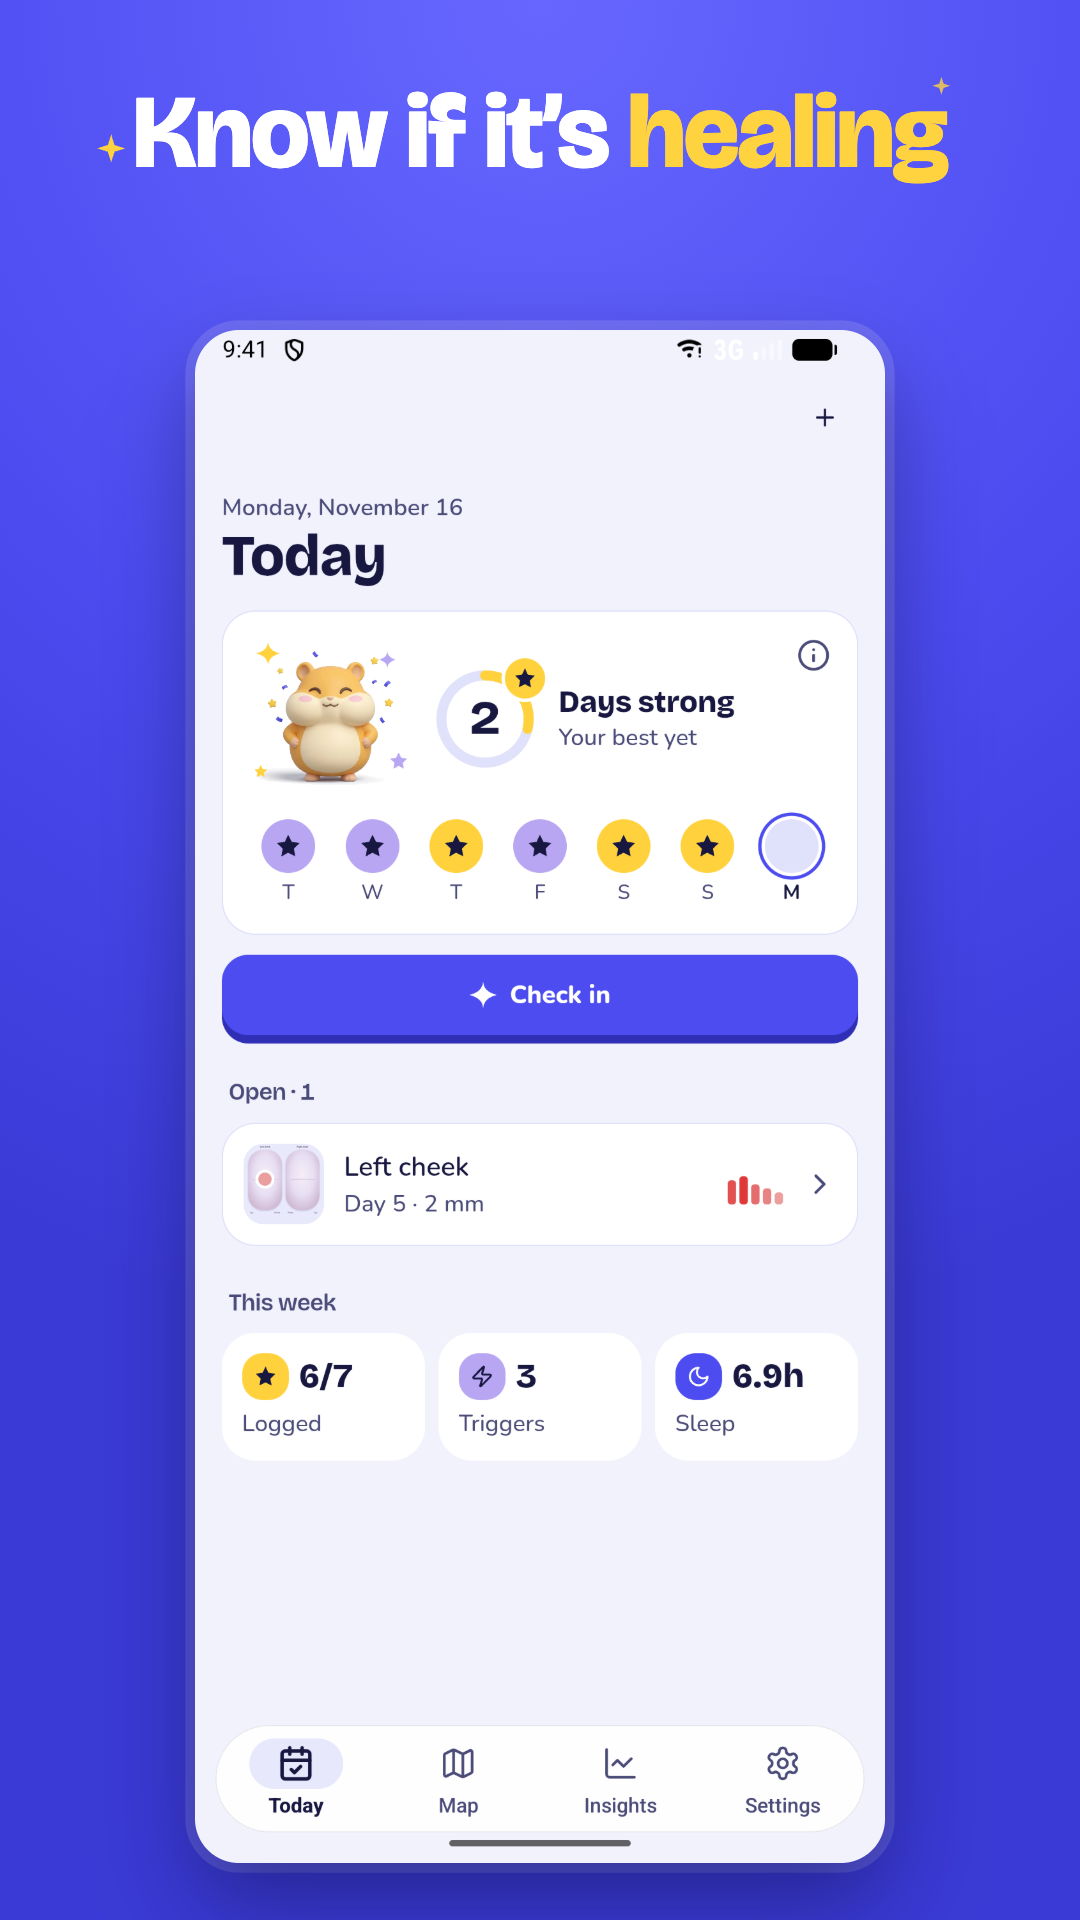 Know if it's healing
9:41
3G
Monday, November 16
Today
2
Days strong
Your best yet
T W T F S S M
Check in
Open · 1
Left cheek
Day 5 · 2 mm
This week
6/7 3 6.9h
Logged Triggers Sleep
Today Map Insights Settings